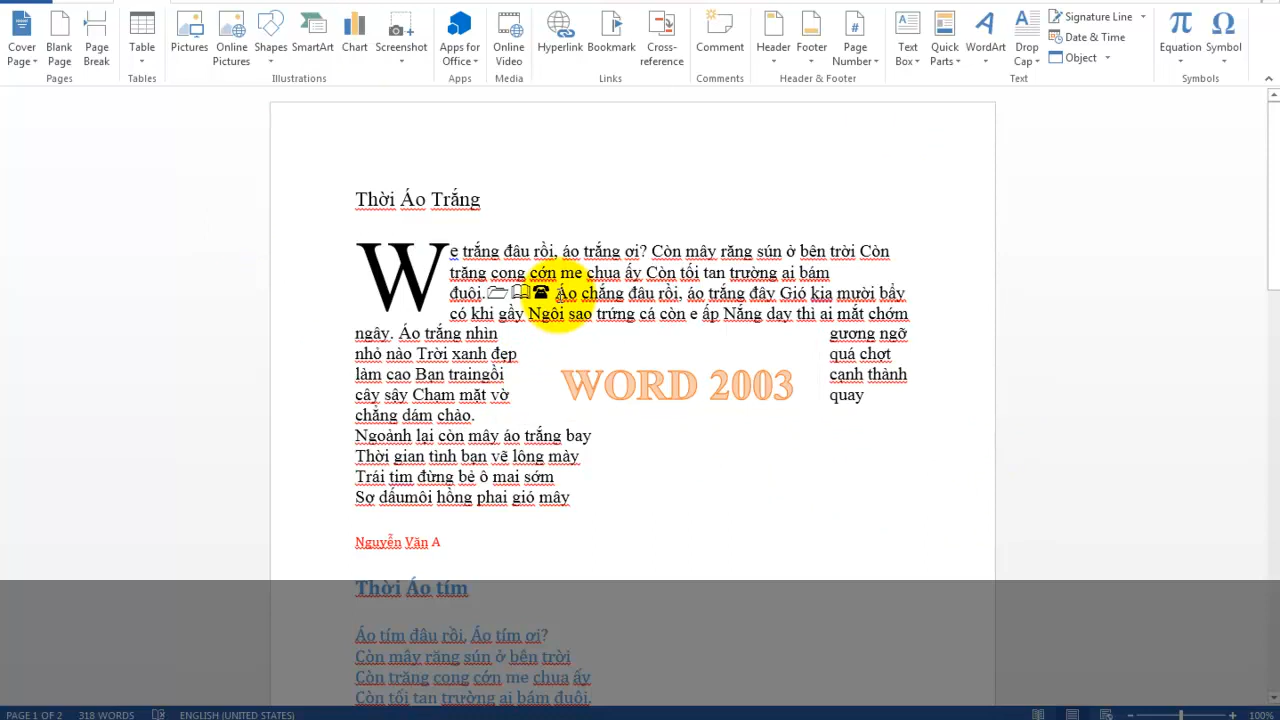 Cover Page
Blank Page
Page Break
Table
Pictures
Online Pictures
Shapes
SmartArt
Chart
Screenshot
Apps for Office
Online Video
Hyperlink
Bookmark
Cross-reference
Comment
Header
Footer
Page Number
Text Box
Quick Parts
WordArt
Drop Cap
Signature Line
Date & Time
Object
Equation
Symbol
Pages
Tables
Illustrations
Apps
Media
Links
Comments
Header & Footer
Text
Symbols
Thời Áo Trắng
We trắng đâu rồi, áo trắng ơi? Còn mây răng sún ở bên trời Còn
trăng cong cớn me chua ấy Còn tối tan trường ai bám
đuôi. Áo chẳng đâu rồi, áo trắng đây Gió kia mười bẩy
có khi gầy Ngôi sao trứng cá còn e ấp Nắng day thì ai mắt chớm
ngây. Áo trắng nhìn gương ngỡ
nhỏ nào Trời xanh đẹp quá chợt
làm cao Bạn traingồi cạnh thành
cây sậy Chạm mặt vờ quay
chẳng dám chào.
WORD 2003
Ngoảnh lại còn mây áo trắng bay
Thời gian tinh bạn vẽ lông mày
Trái tim đừng bẻ ô mai sớm
Sợ dấumôi hồng phai gió mây
Nguyễn Văn A
Thời Áo tím
Áo tím đâu rồi, Áo tím ơi?
Còn mây răng sún ở bên trời
Còn trăng cong cớn me chua ấy
Còn tối tan trường ai bám đuôi.
PAGE 1 OF 2 318 WORDS ENGLISH (UNITED STATES) 100%